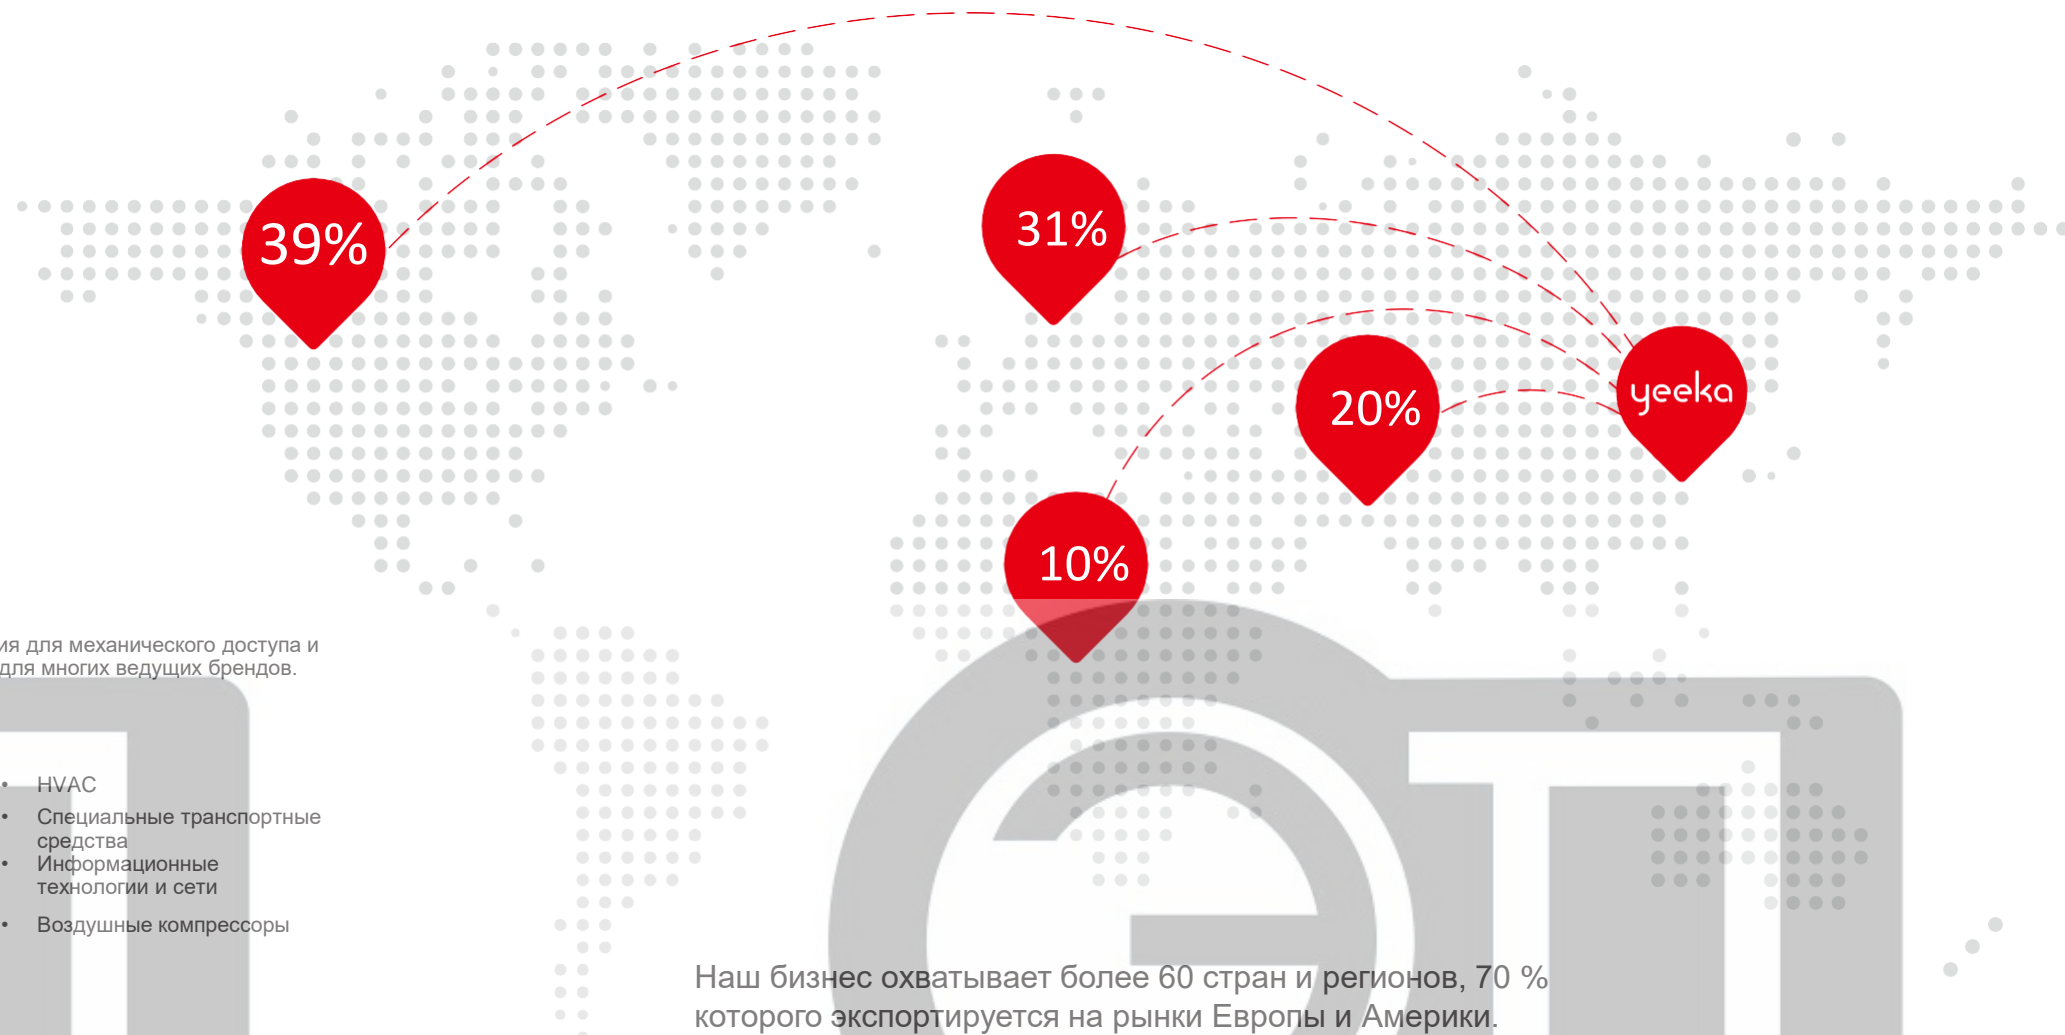 39%
31%
20%
yeeka
10%
ия для механического доступа и
для многих ведущих брендов.
• HVAC
• Специальные транспортные
средства
• Информационные
технологии и сети
• Воздушные компрессоры
Наш бизнес охватывает более 60 стран и регионов, 70 %
которого экспортируется на рынки Европы и Америки.